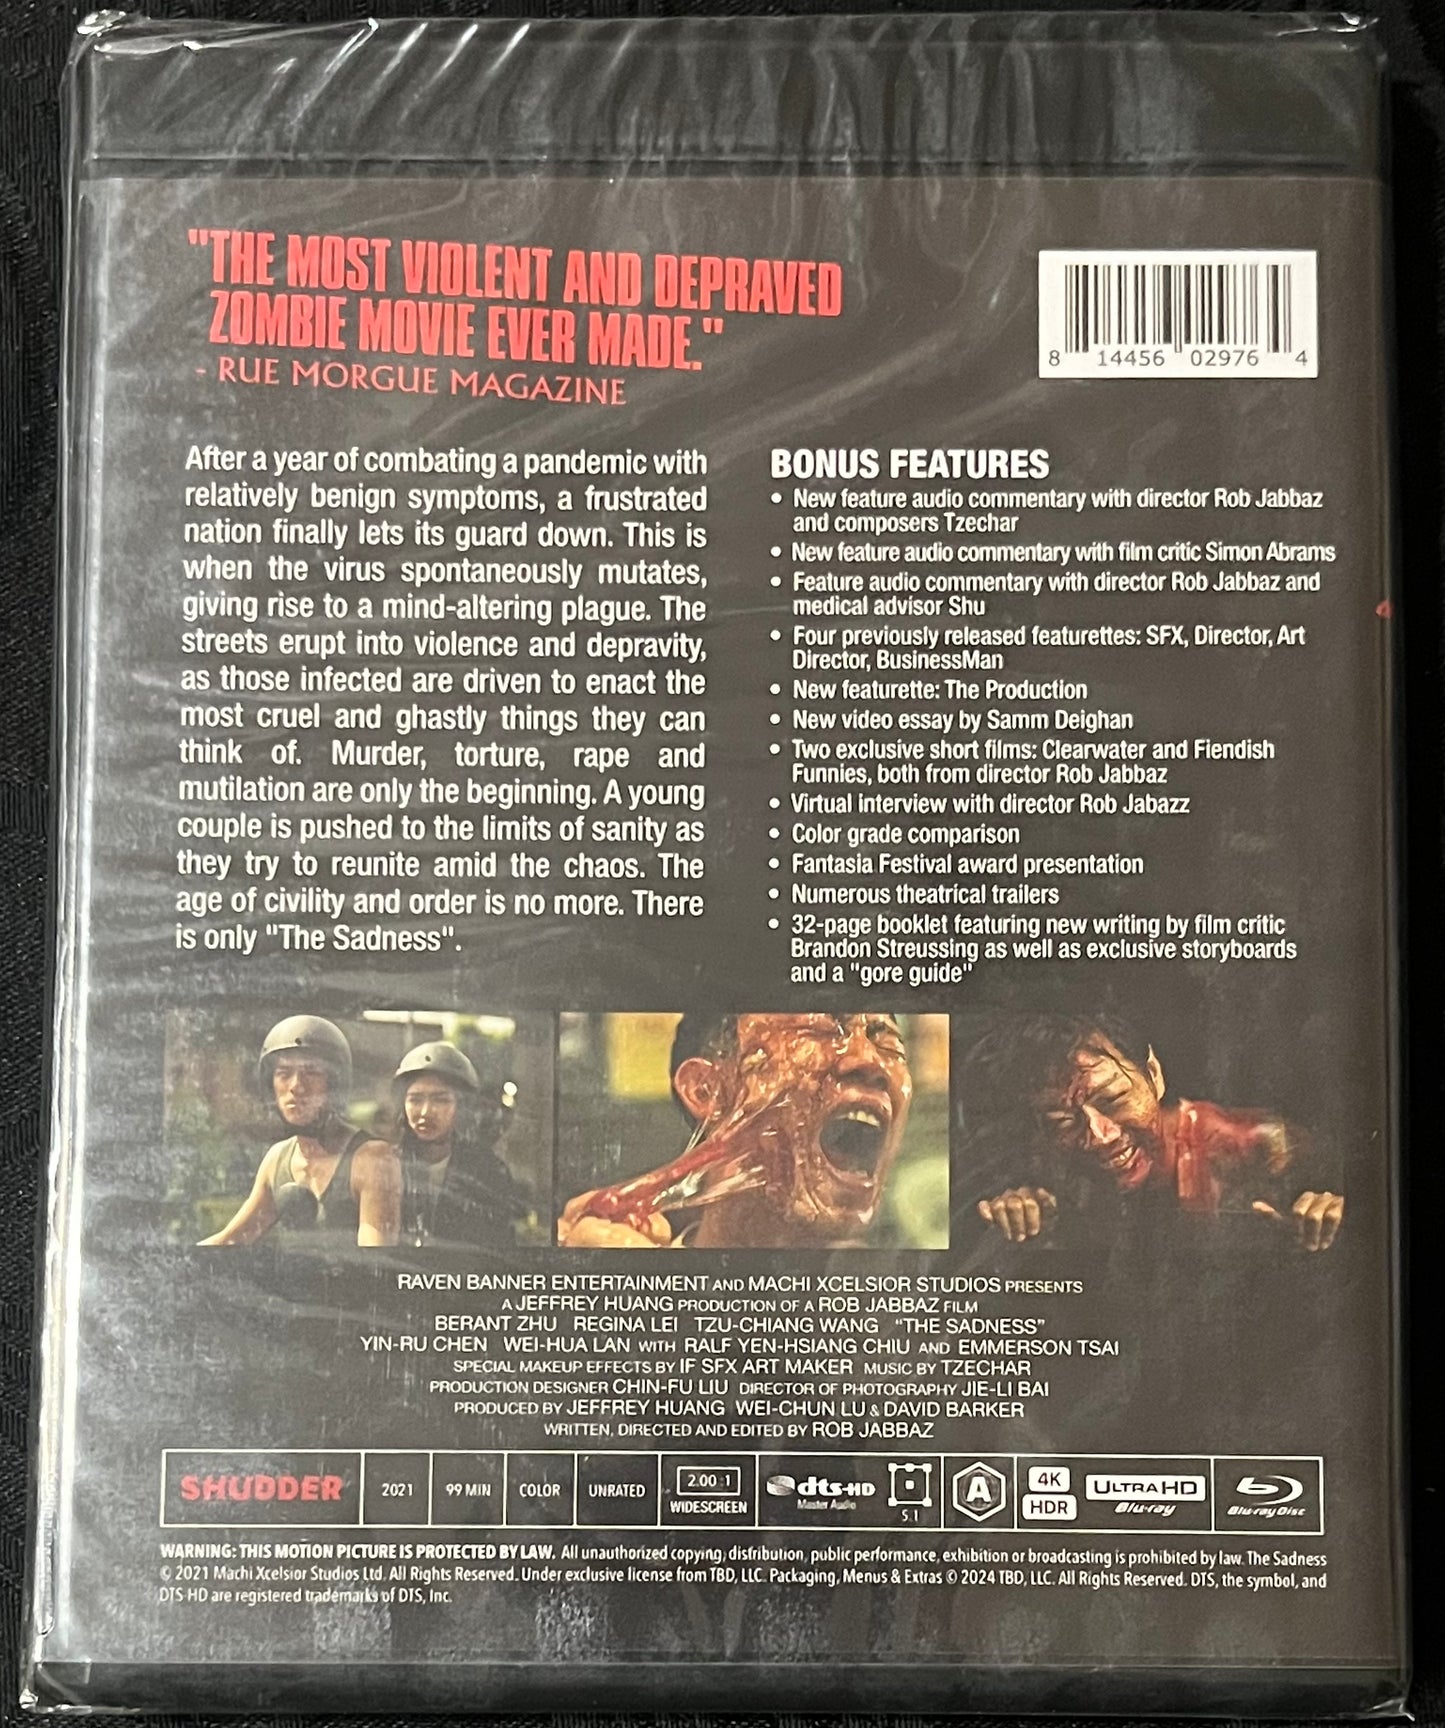 "THE MOST VIOLENT AND DEPRAVED
ZOMBIE MOVIE EVER MADE."
- RUE MORGUE MAGAZINE
8 14456 02976 4
After a year of combating a pandemic with
relatively benign symptoms, a frustrated
nation finally lets its guard down. This is
when the virus spontaneously mutates,
giving rise to a mind-altering plague. The
streets erupt into violence and depravity,
as those infected are driven to enact the
most cruel and ghastly things they can
think of. Murder, torture, rape and
mutilation are only the beginning. A young
couple is pushed to the limits of sanity as
they try to reunite amid the chaos. The
age of civility and order is no more. There
is only "The Sadness".
BONUS FEATURES
• New feature audio commentary with director Rob Jabbaz
and composers Tzechar
• New feature audio commentary with film critic Simon Abrams
• Feature audio commentary with director Rob Jabbaz and
medical advisor Shu
• Four previously released featurettes: SFX, Director, Art
Director, BusinessMan
• New featurette: The Production
• New video essay by Samm Deighan
• Two exclusive short films: Clearwater and Fiendish
Funnies, both from director Rob Jabbaz
• Virtual interview with director Rob Jabazz
• Color grade comparison
• Fantasia Festival award presentation
• Numerous theatrical trailers
• 32-page booklet featuring new writing by film critic
Brandon Streussing as well as exclusive storyboards
and a "gore guide"
RAVEN BANNER ENTERTAINMENT AND MACHI XCELSIOR STUDIOS PRESENTS
A JEFFREY HUANG PRODUCTION OF A ROB JABBAZ FILM
BERANT ZHU REGINA LEI TZU-CHIANG WANG "THE SADNESS"
YIN-RU CHEN WEI-HUA LAN WITH RALF YEN-HSIANG CHIU AND EMMERSON TSAI
SPECIAL MAKEUP EFFECTS BY IF SFX ART MAKER MUSIC BY TZECHAR
PRODUCTION DESIGNER CHIN-FU LIU DIRECTOR OF PHOTOGRAPHY JIE-LI BAI
PRODUCED BY JEFFREY HUANG WEI-CHUN LU & DAVID BARKER
WRITTEN, DIRECTED AND EDITED BY ROB JABBAZ
SHUDDER
2021
99 MIN
COLOR
UNRATED
2.00:1
WIDESCREEN
dts-HD
Master Audio
5.1
A
4K
HDR
ULTRA HD
Blu-ray
Blu-ray Disc
WARNING: THIS MOTION PICTURE IS PROTECTED BY LAW. All unauthorized copying, distribution, public performance, exhibition or broadcasting is prohibited by law. The Sadness
© 2021 Machi Xcelsior Studios Ltd. All Rights Reserved. Under exclusive license from TBD, LLC. Packaging, Menus & Extras © 2024 TBD, LLC. All Rights Reserved. DTS, the symbol, and
DTS-HD are registered trademarks of DTS, Inc.